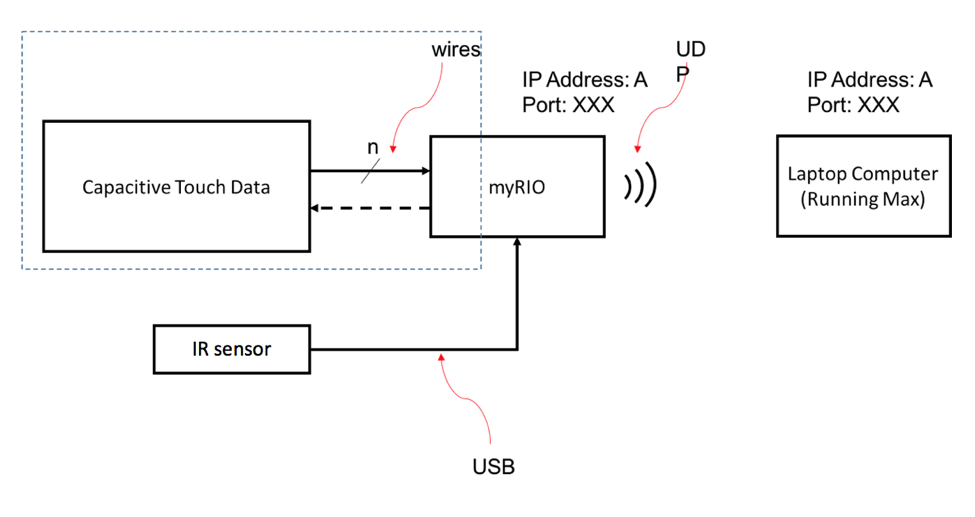 wires
UD
P
IP Address: A
Port: XXX
IP Address: A
Port: XXX
n
Capacitive Touch Data
myRIO
Laptop Computer
(Running Max)
IR sensor
USB